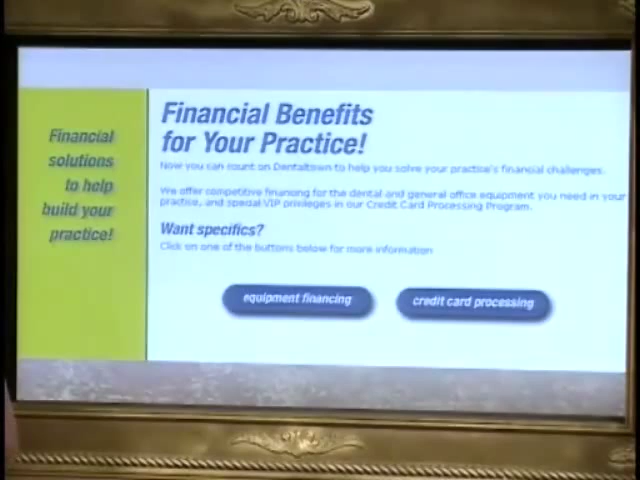 Financial
solutions
to help
build your
practice!
Financial Benefits
for Your Practice!
Now you can count on Dentaltown to help you solve your practice's financial challenges.
We offer competitive financing for the dental and general office equipment you need in your
practice, and special VIP privileges in our Credit Card Processing Program.
Want specifics?
Click on one of the buttons below for more information
equipment financing
credit card processing